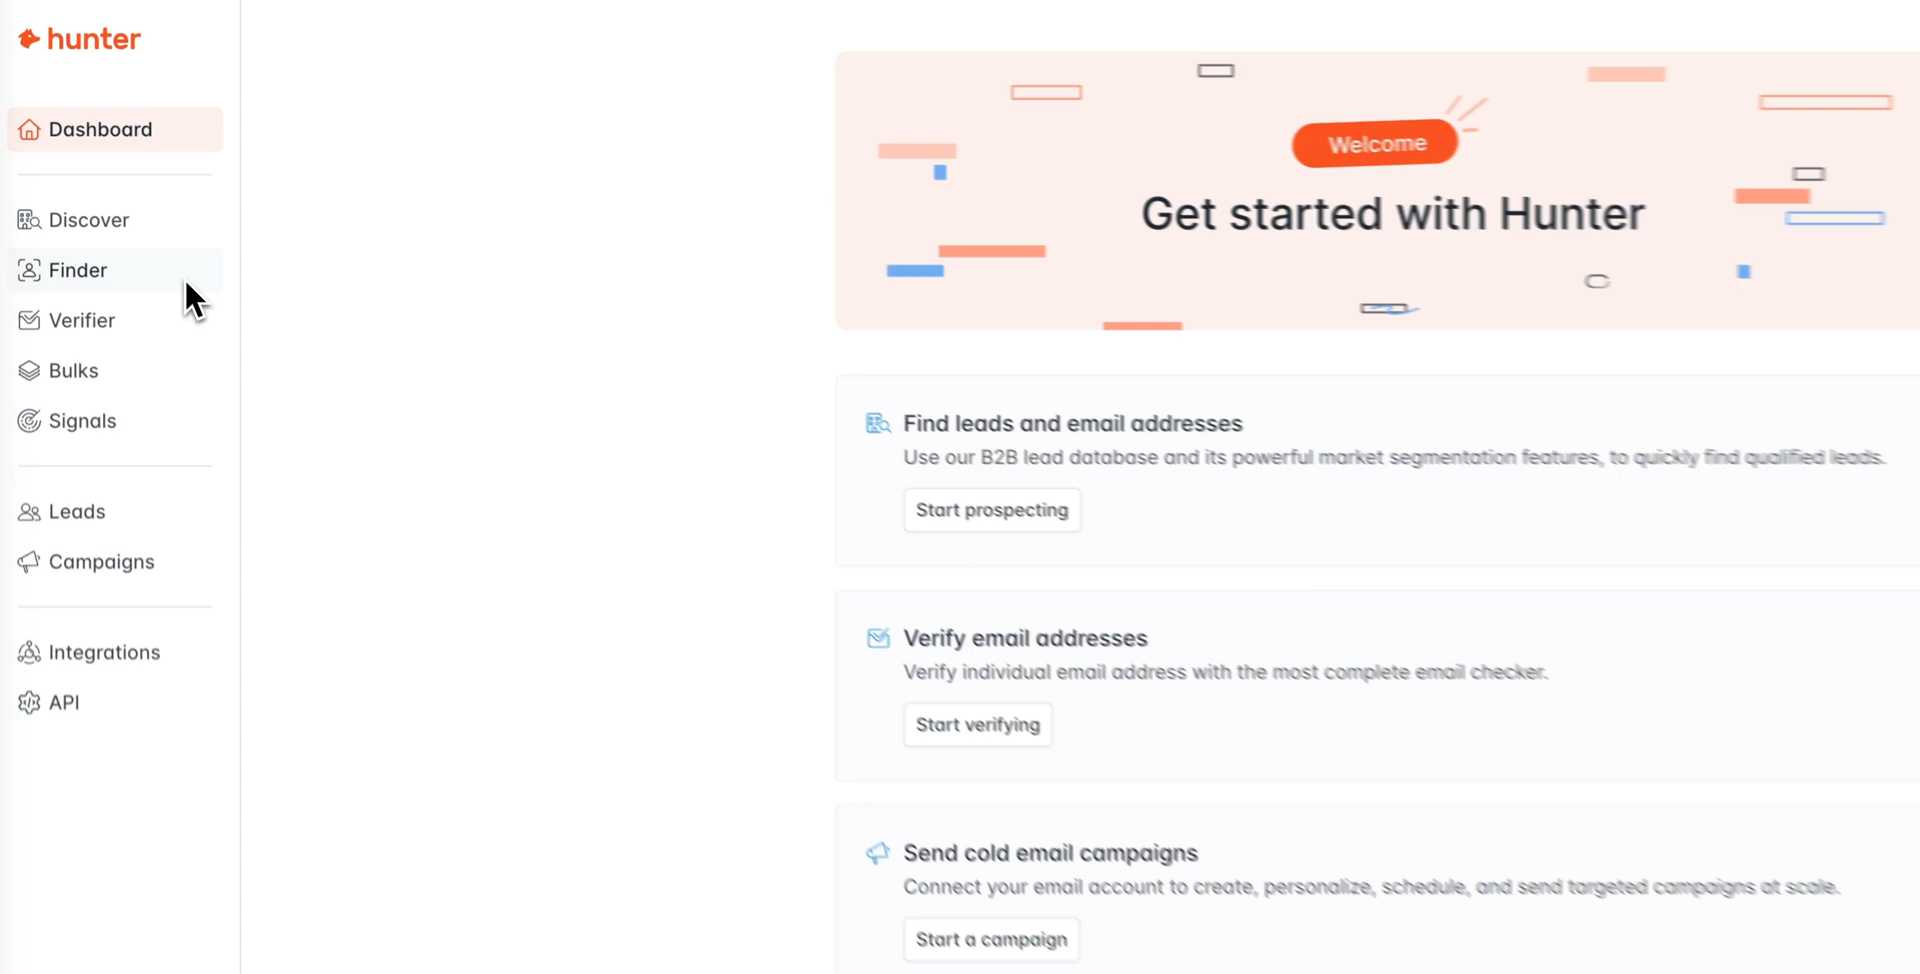 hunter
Dashboard
Discover
Finder
Verifier
Bulks
Signals
Leads
Campaigns
Integrations
API
Welcome
Get started with Hunter
Find leads and email addresses
Use our B2B lead database and its powerful market segmentation features, to quickly find qualified leads.
Start prospecting
Verify email addresses
Verify individual email address with the most complete email checker.
Start verifying
Send cold email campaigns
Connect your email account to create, personalize, schedule, and send targeted campaigns at scale.
Start a campaign